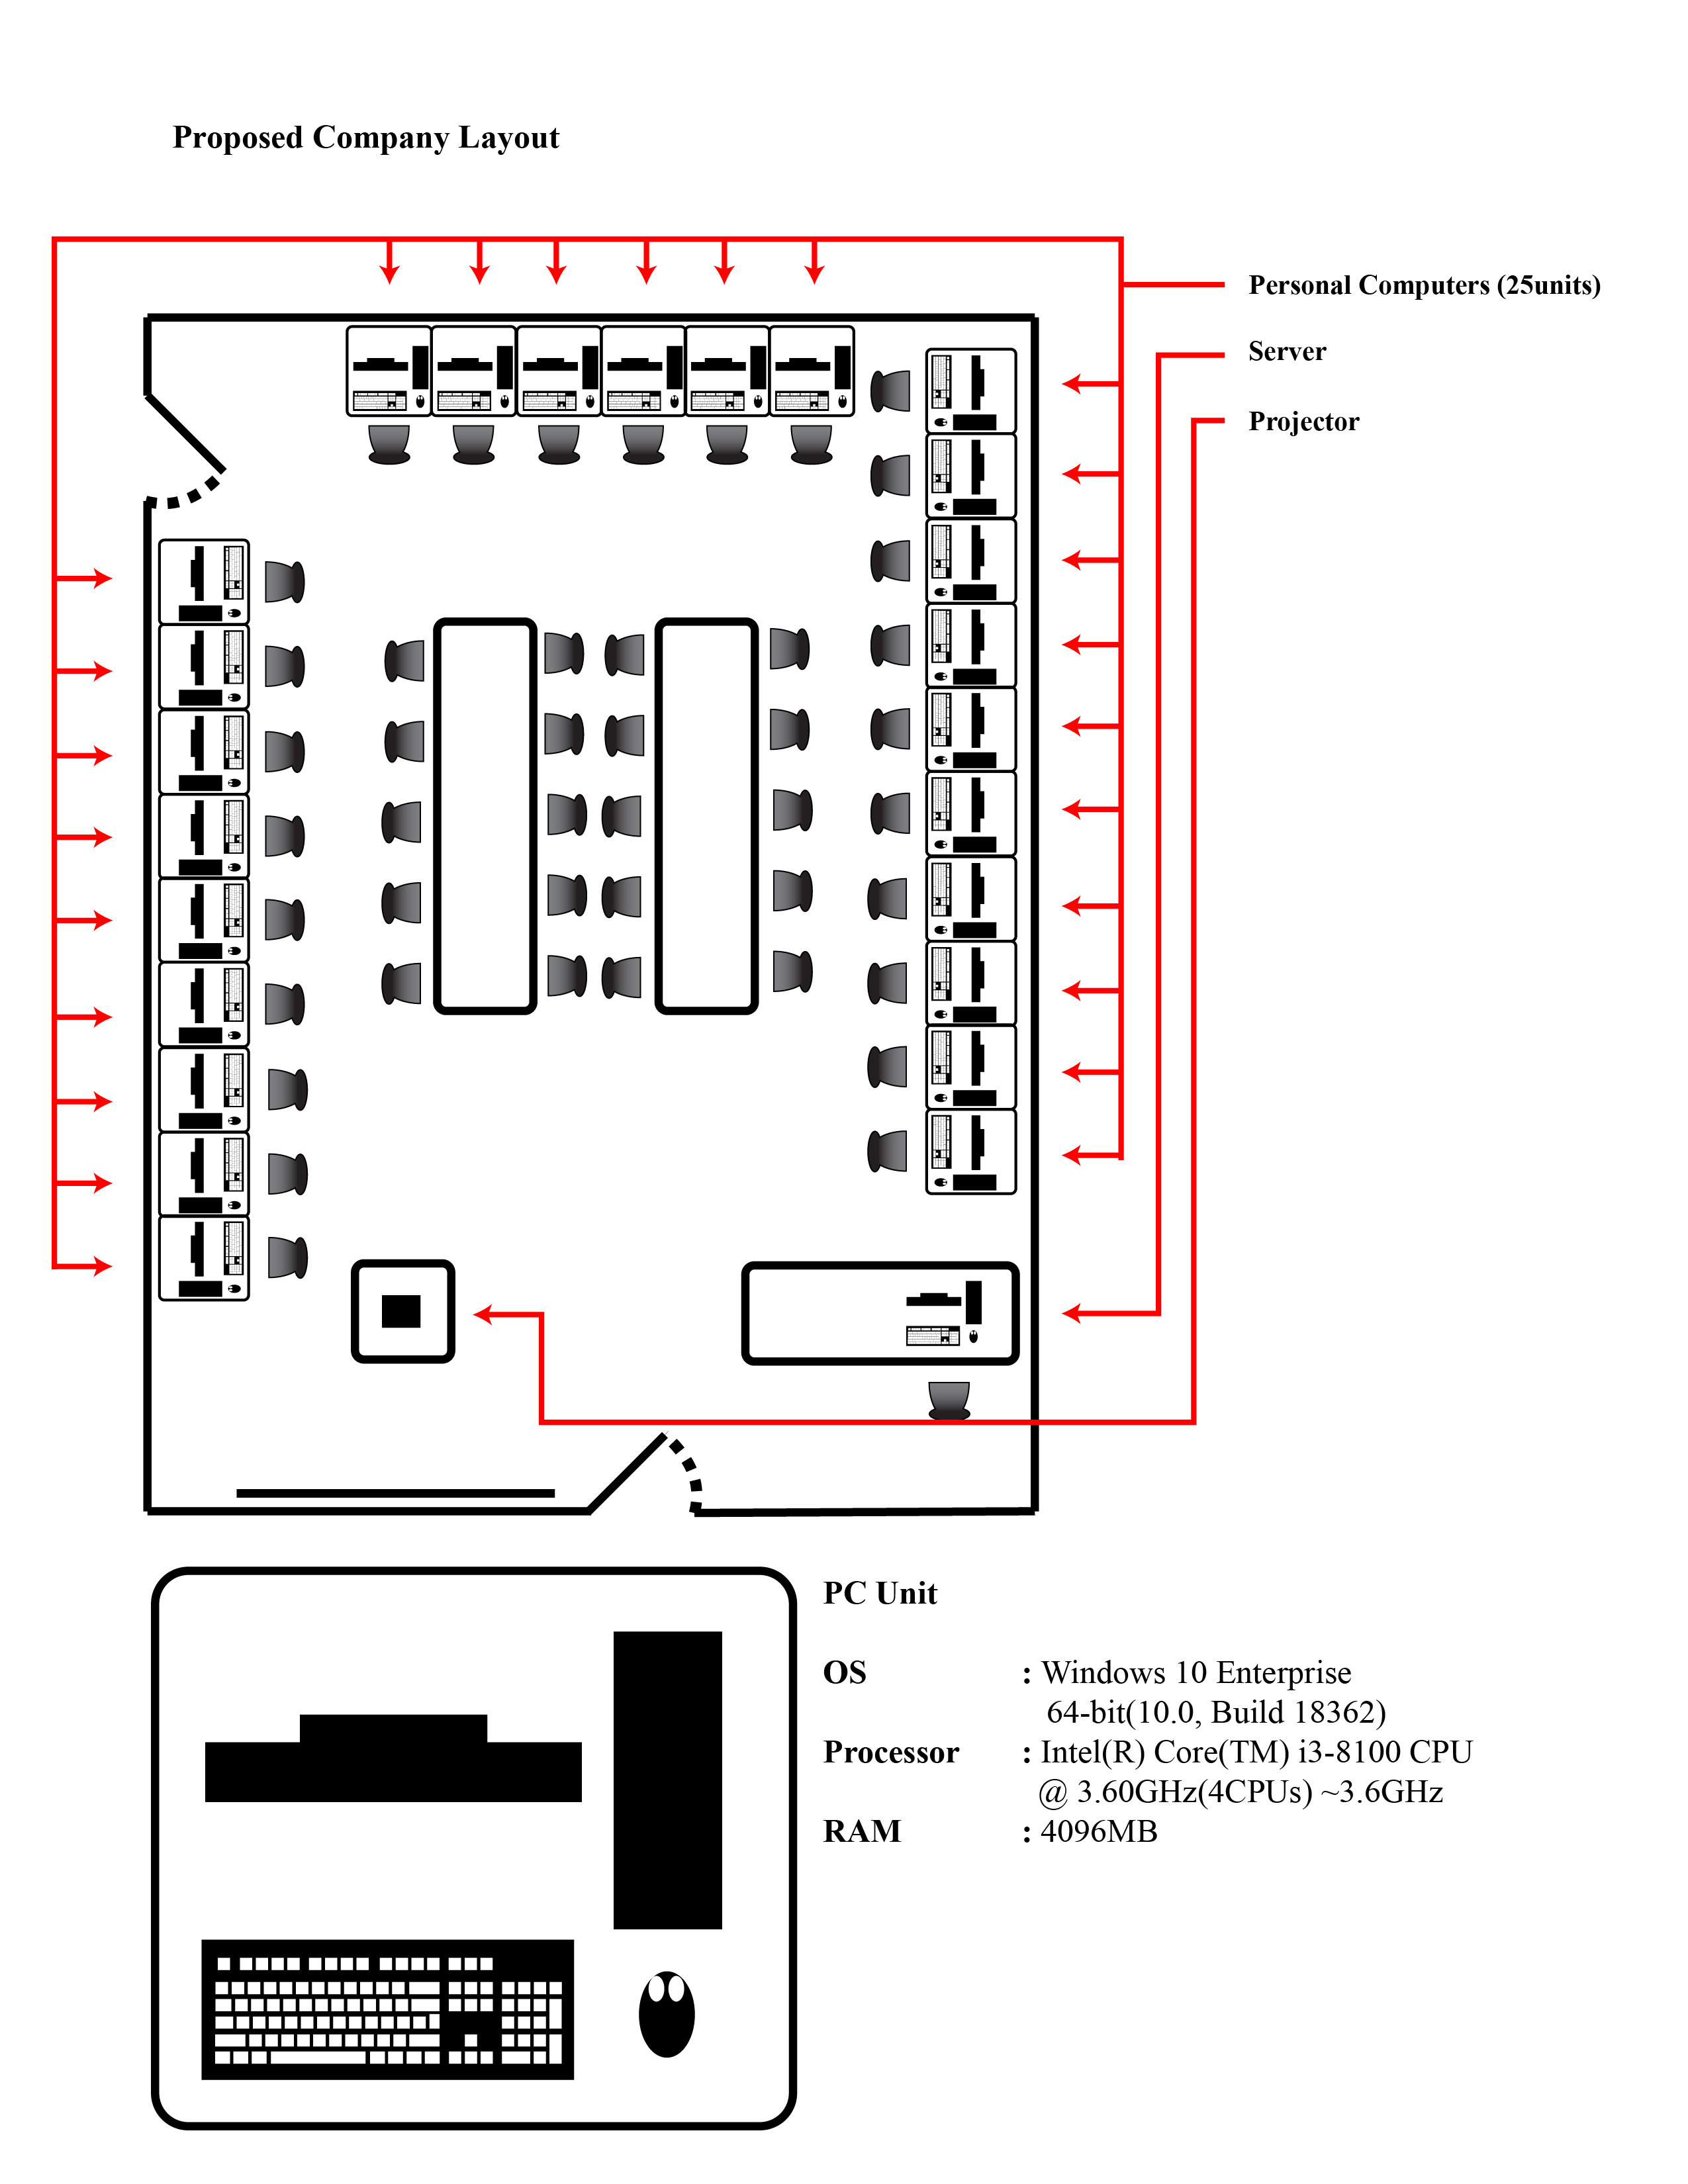 Proposed Company Layout
Personal Computers (25units)
Server
Projector
PC Unit
OS : Windows 10 Enterprise
64-bit(10.0, Build 18362)
Processor : Intel(R) Core(TM) i3-8100 CPU
@ 3.60GHz(4CPUs) ~3.6GHz
RAM : 4096MB